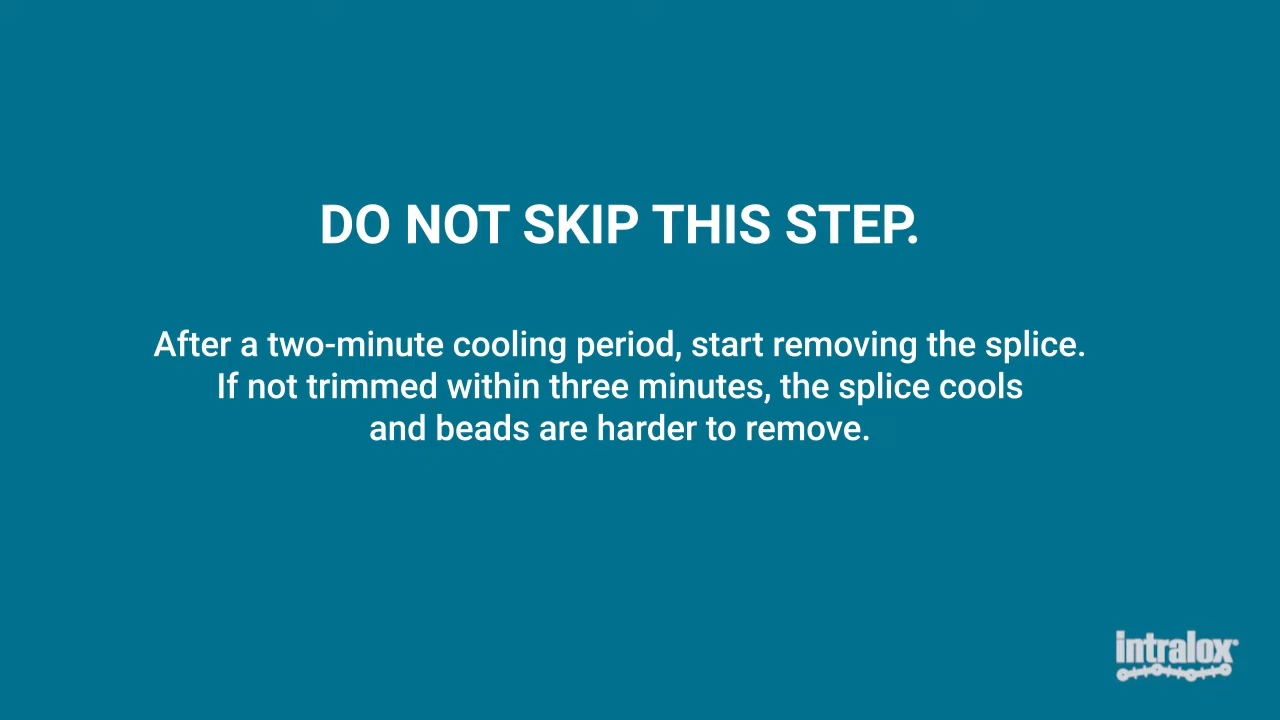 DO NOT SKIP THIS STEP.
After a two-minute cooling period, start removing the splice.
If not trimmed within three minutes, the splice cools
and beads are harder to remove.
intralox